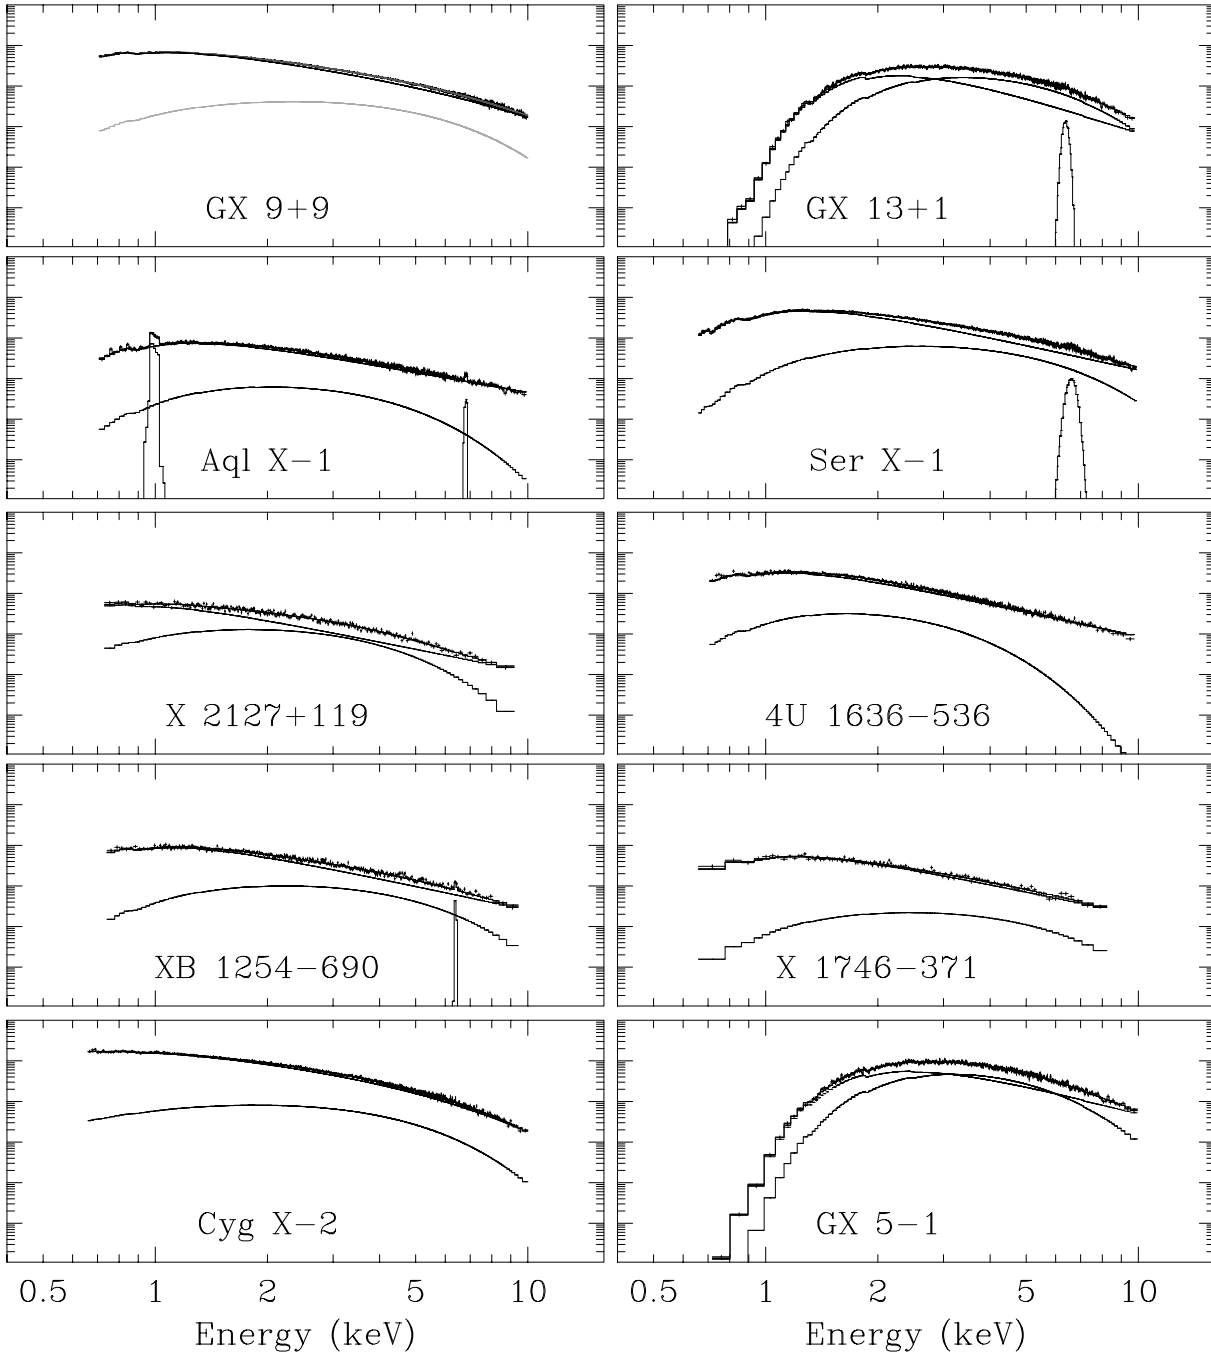 GX 9+9
GX 13+1
Aql X−1
Ser X−1
X 2127+119
4U 1636−536
XB 1254−690
X 1746−371
Cyg X−2
GX 5−1
0.5 1 2 5 10
0.5 1 2 5 10
Energy (keV)
Energy (keV)